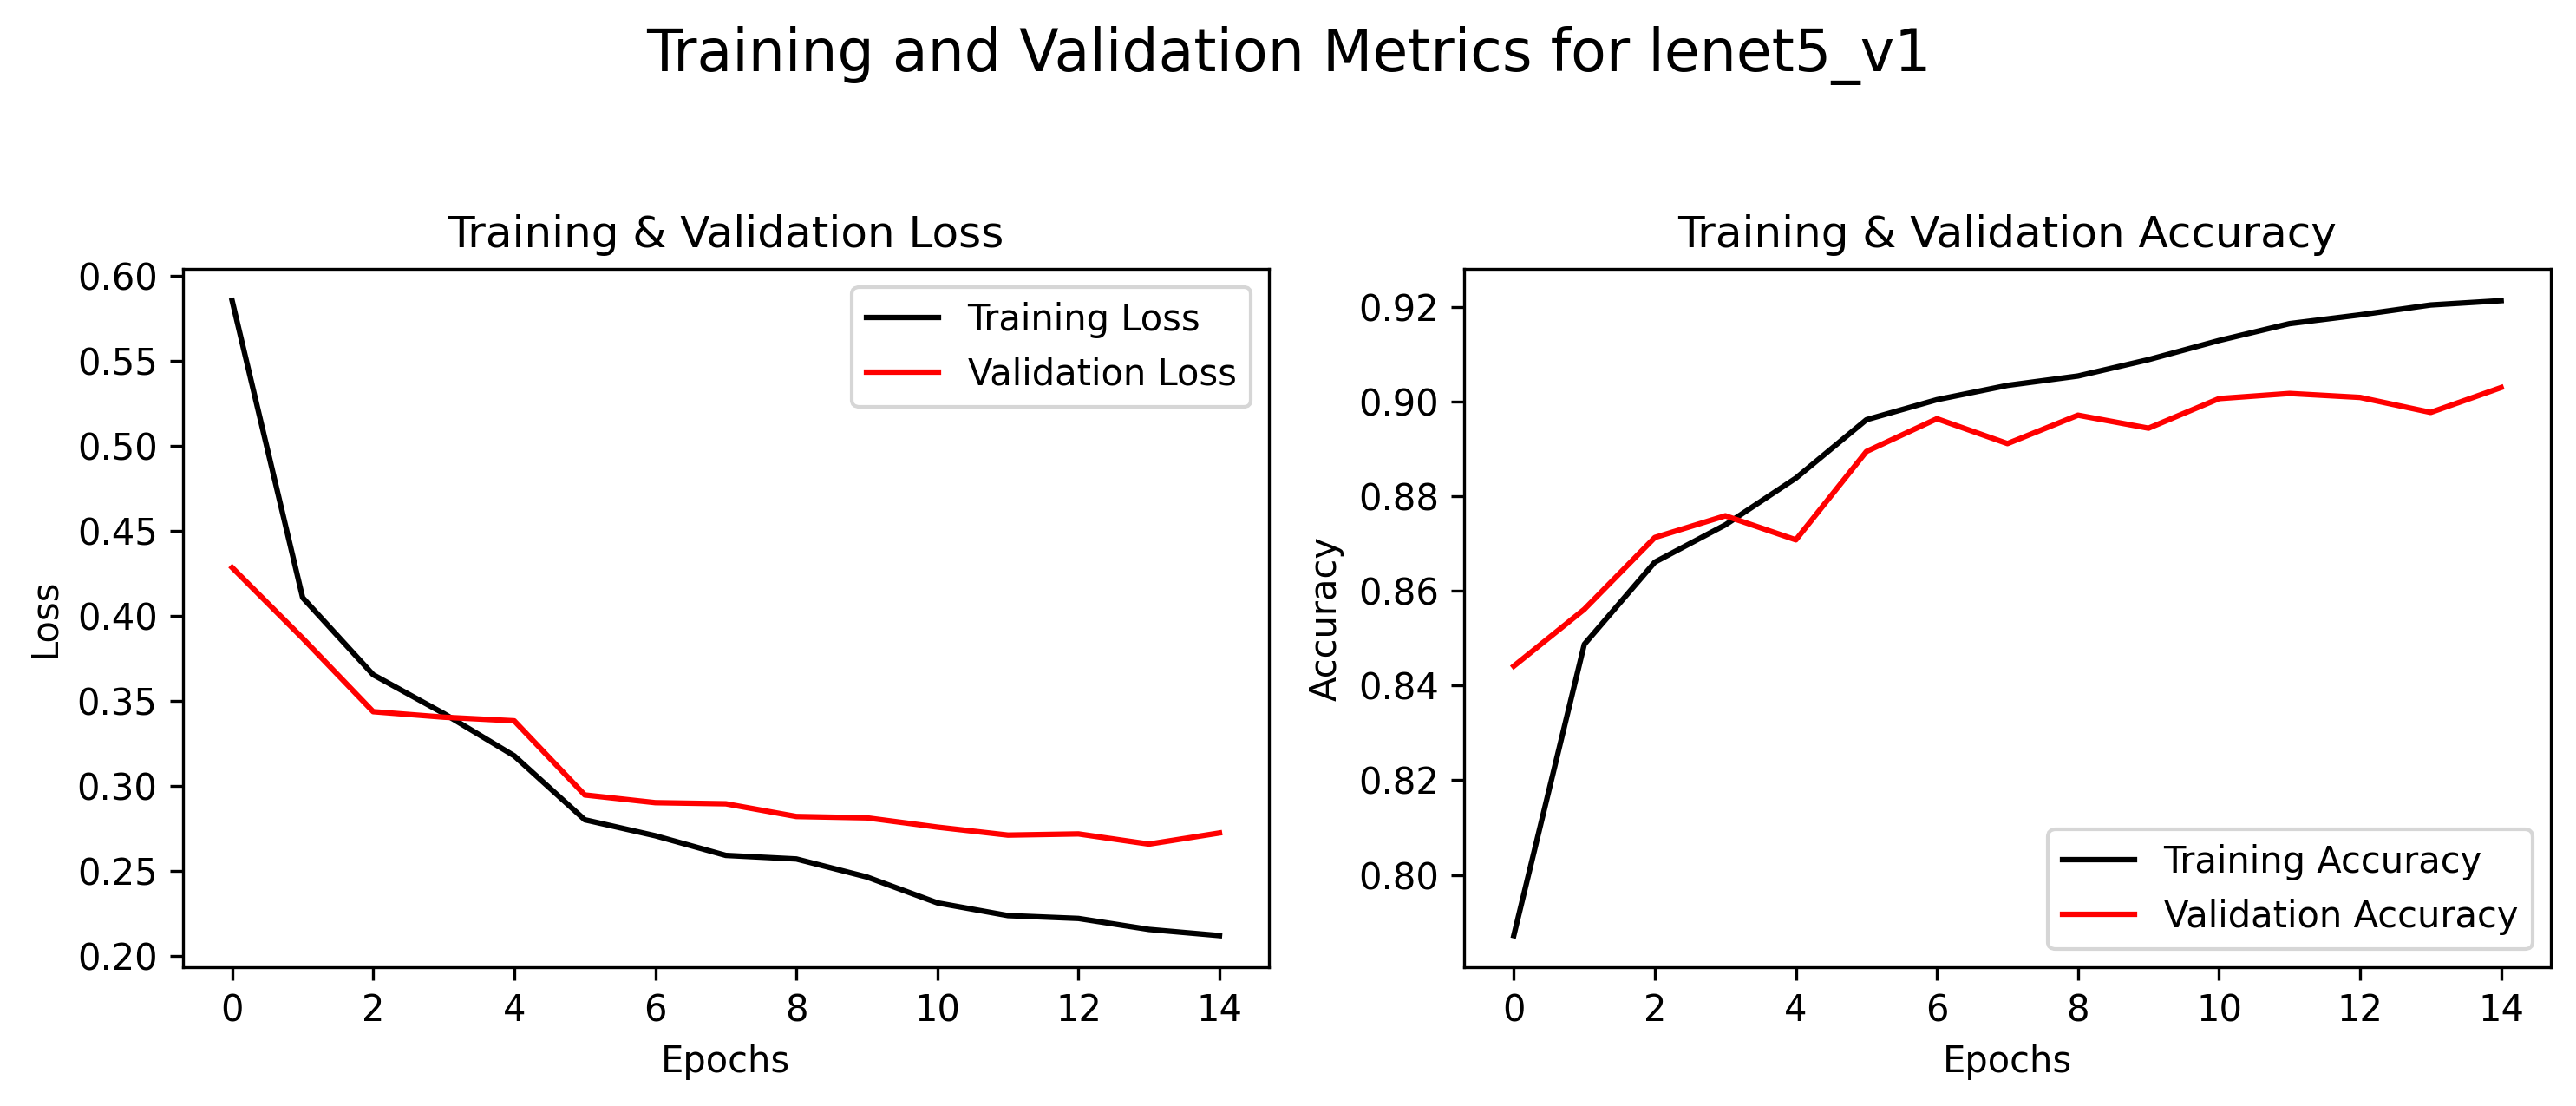 Training and Validation Metrics for lenet5_v1
Training & Validation Loss
0.60
0.55
0.50
0.45
0.40
0.35
0.30
0.25
0.20
Loss
Training Loss
Validation Loss
0 2 4 6 8 10 12 14
Epochs
Training & Validation Accuracy
0.92
0.90
0.88
0.86
0.84
0.82
0.80
Accuracy
Training Accuracy
Validation Accuracy
0 2 4 6 8 10 12 14
Epochs